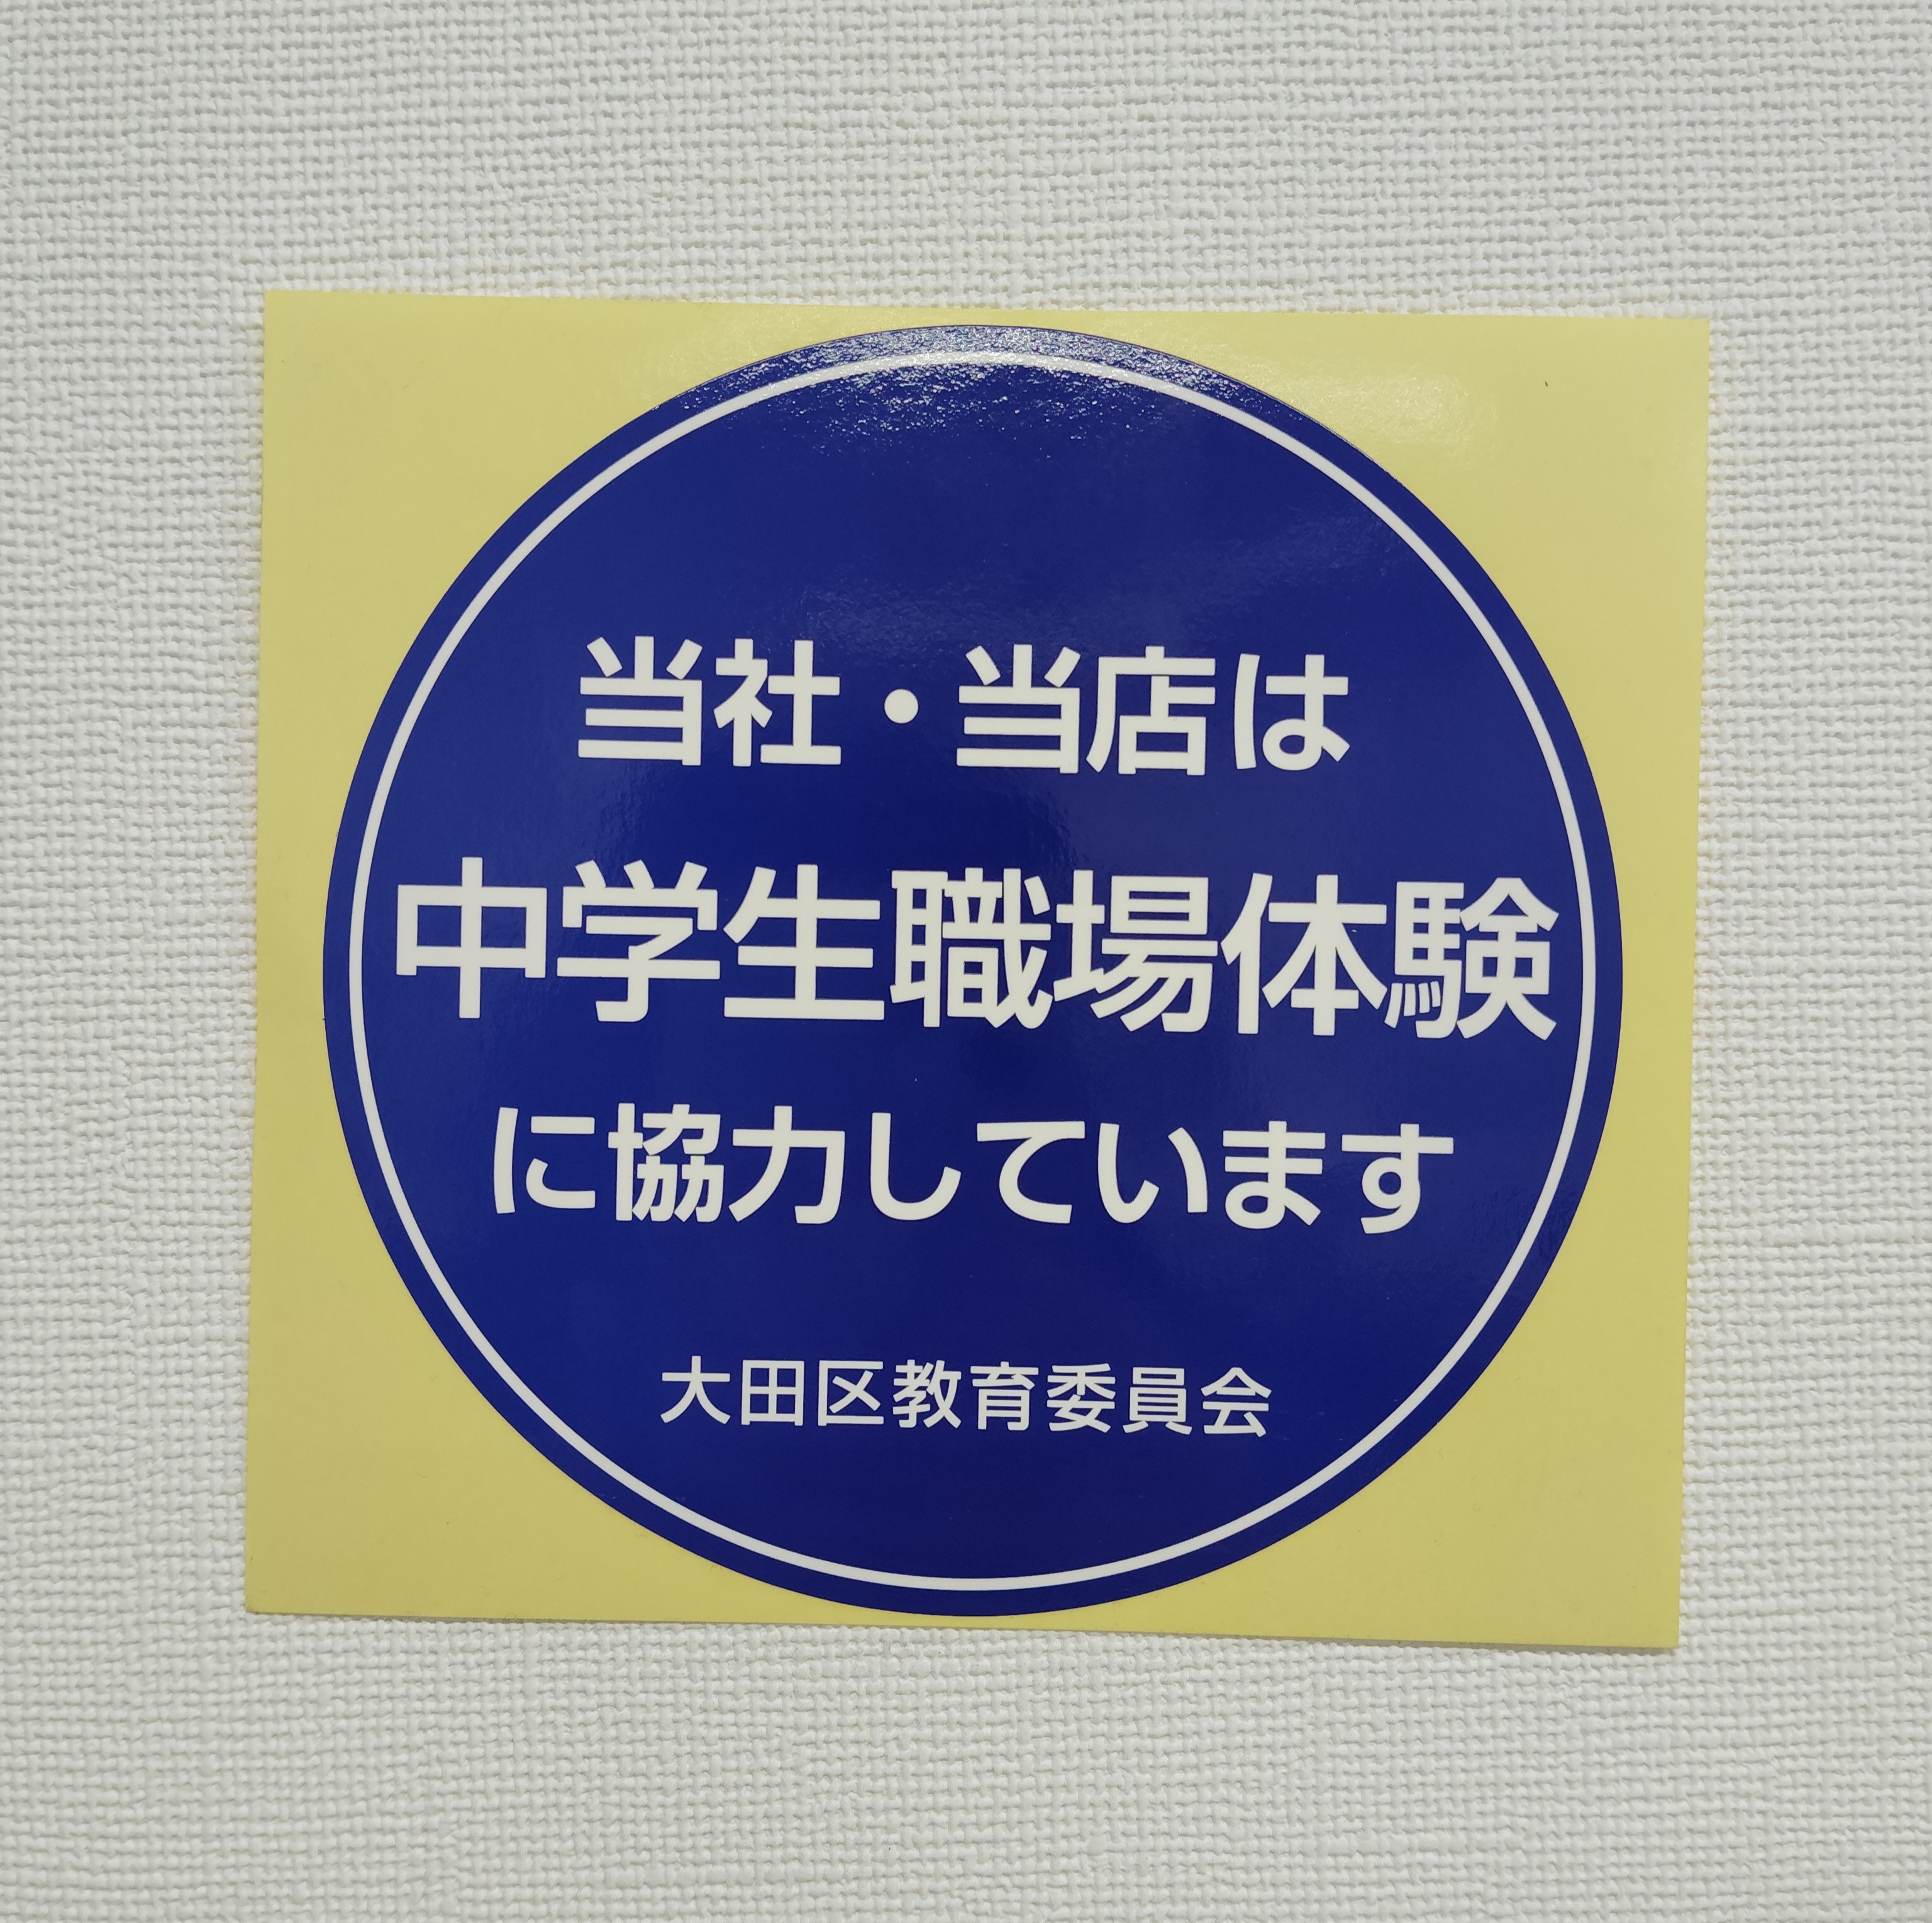 当社・当店は
中学生職場体験
に協力しています
大田区教育委員会